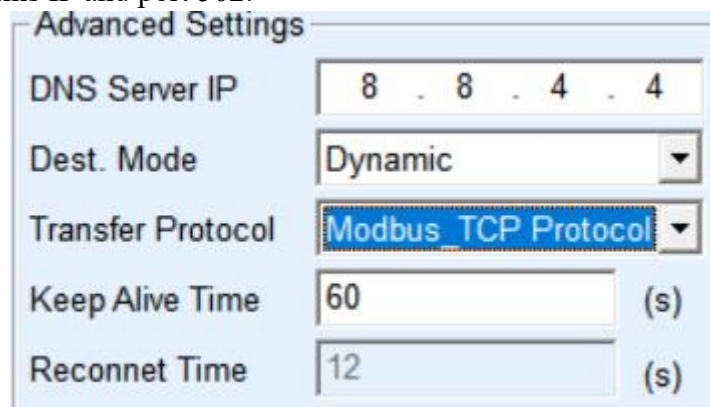 Advanced Settings
DNS Server IP 8 . 8 . 4 . 4
Dest. Mode Dynamic
Transfer Protocol Modbus_TCP Protocol
Keep Alive Time 60 (s)
Reconnet Time 12 (s)